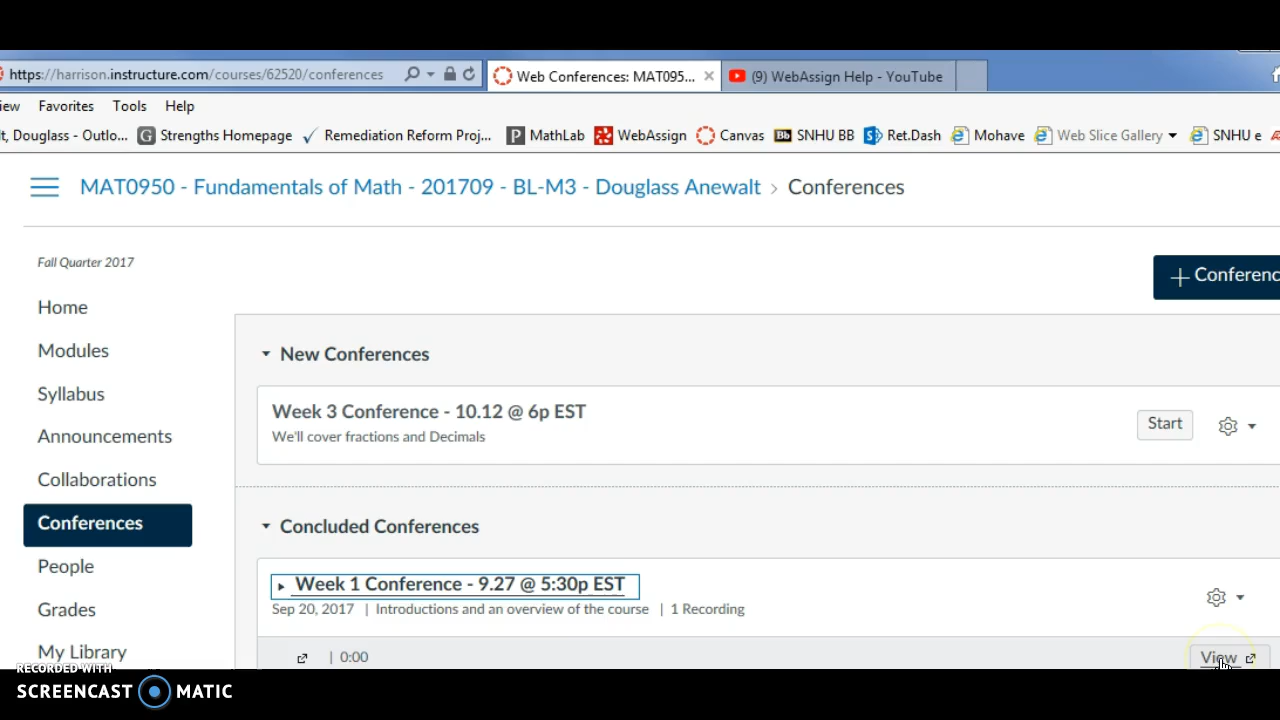 https://harrison.instructure.com/courses/62520/conferences
Web Conferences: MAT095...
(9) WebAssign Help - YouTube
iew Favorites Tools Help
t, Douglass - Outlo... G Strengths Homepage Remediation Reform Proj... P MathLab WebAssign Canvas Bb SNHU BB S Ret.Dash Mohave Web Slice Gallery SNHU e
MAT0950 - Fundamentals of Math - 201709 - BL-M3 - Douglass Anewalt > Conferences
Fall Quarter 2017
+ Conferenc
Home
Modules
Syllabus
Announcements
Collaborations
Conferences
People
Grades
My Library
New Conferences
Week 3 Conference - 10.12 @ 6p EST
We'll cover fractions and Decimals
Start
Concluded Conferences
Week 1 Conference - 9.27 @ 5:30p EST
Sep 20, 2017 | Introductions and an overview of the course | 1 Recording
| 0:00
View
RECORDED WITH
SCREENCAST MATIC